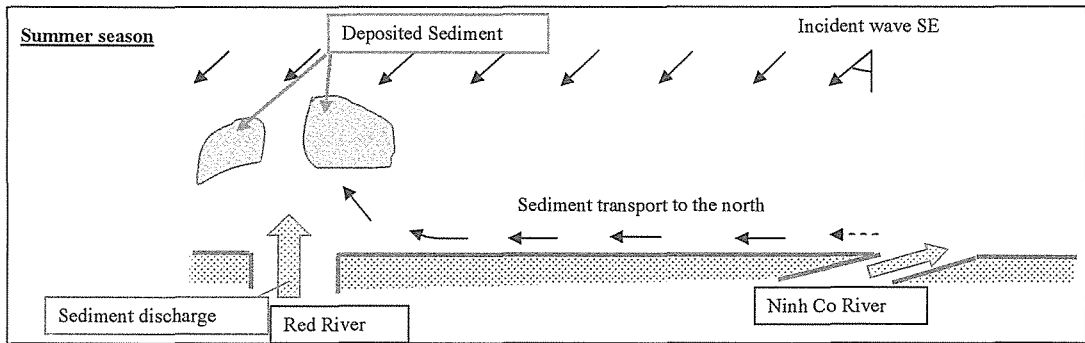 Summer season
Deposited Sediment
Incident wave SE
Sediment transport to the north
Sediment discharge
Red River
Ninh Co River